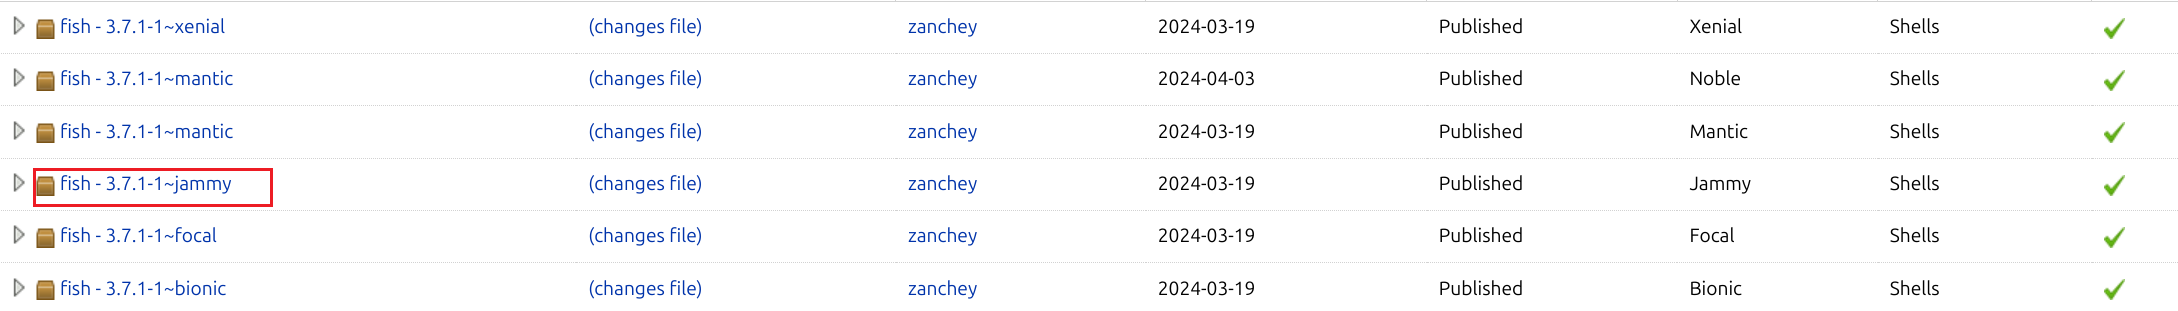 fish - 3.7.1-1~xenial (changes file) zanchey 2024-03-19 Published Xenial Shells
fish - 3.7.1-1~mantic (changes file) zanchey 2024-04-03 Published Noble Shells
fish - 3.7.1-1~mantic (changes file) zanchey 2024-03-19 Published Mantic Shells
fish - 3.7.1-1~jammy (changes file) zanchey 2024-03-19 Published Jammy Shells
fish - 3.7.1-1~focal (changes file) zanchey 2024-03-19 Published Focal Shells
fish - 3.7.1-1~bionic (changes file) zanchey 2024-03-19 Published Bionic Shells